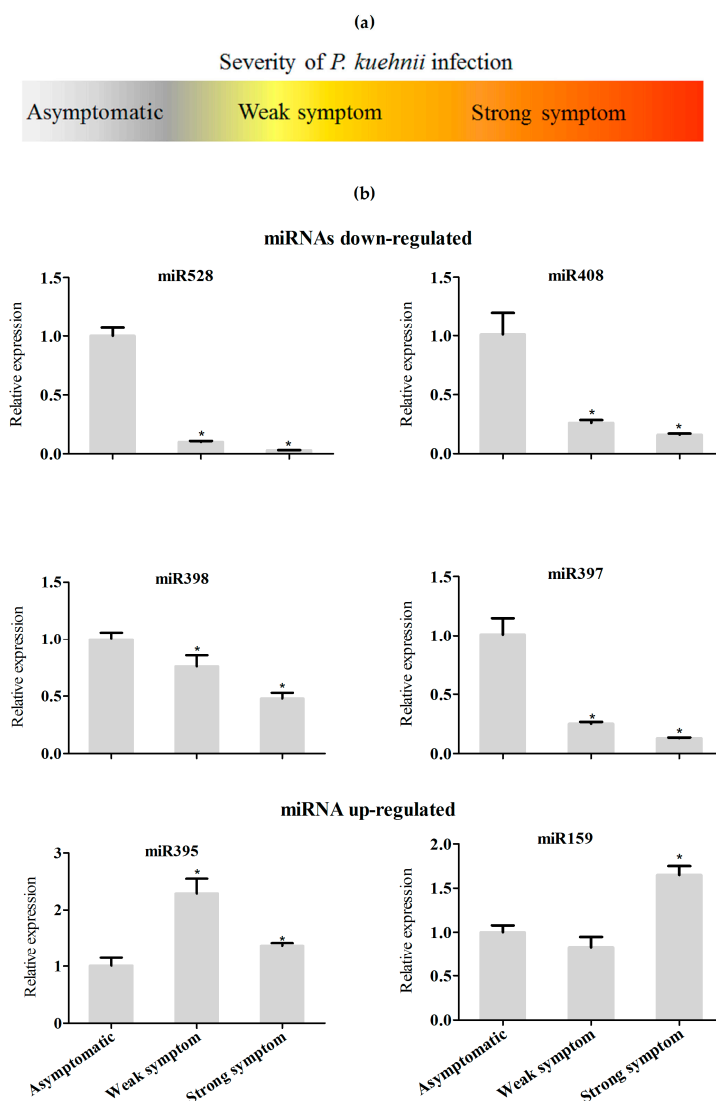 (a)
Severity of P. kuehnii infection
Asymptomatic Weak symptom Strong symptom
(b)
miRNAs down-regulated
miR528
Relative expression
1.5
1.0
0.5
0.0
*
*
miR408
Relative expression
1.5
1.0
0.5
0.0
*
*
miR398
Relative expression
1.5
1.0
0.5
0.0
*
*
miR397
Relative expression
1.5
1.0
0.5
0.0
*
*
miRNA up-regulated
miR395
Relative expression
3
2
1
0
*
*
Asymptomatic
Weak symptom
Strong symptom
miR159
Relative expression
2.0
1.5
1.0
0.5
0.0
*
Asymptomatic
Weak symptom
Strong symptom